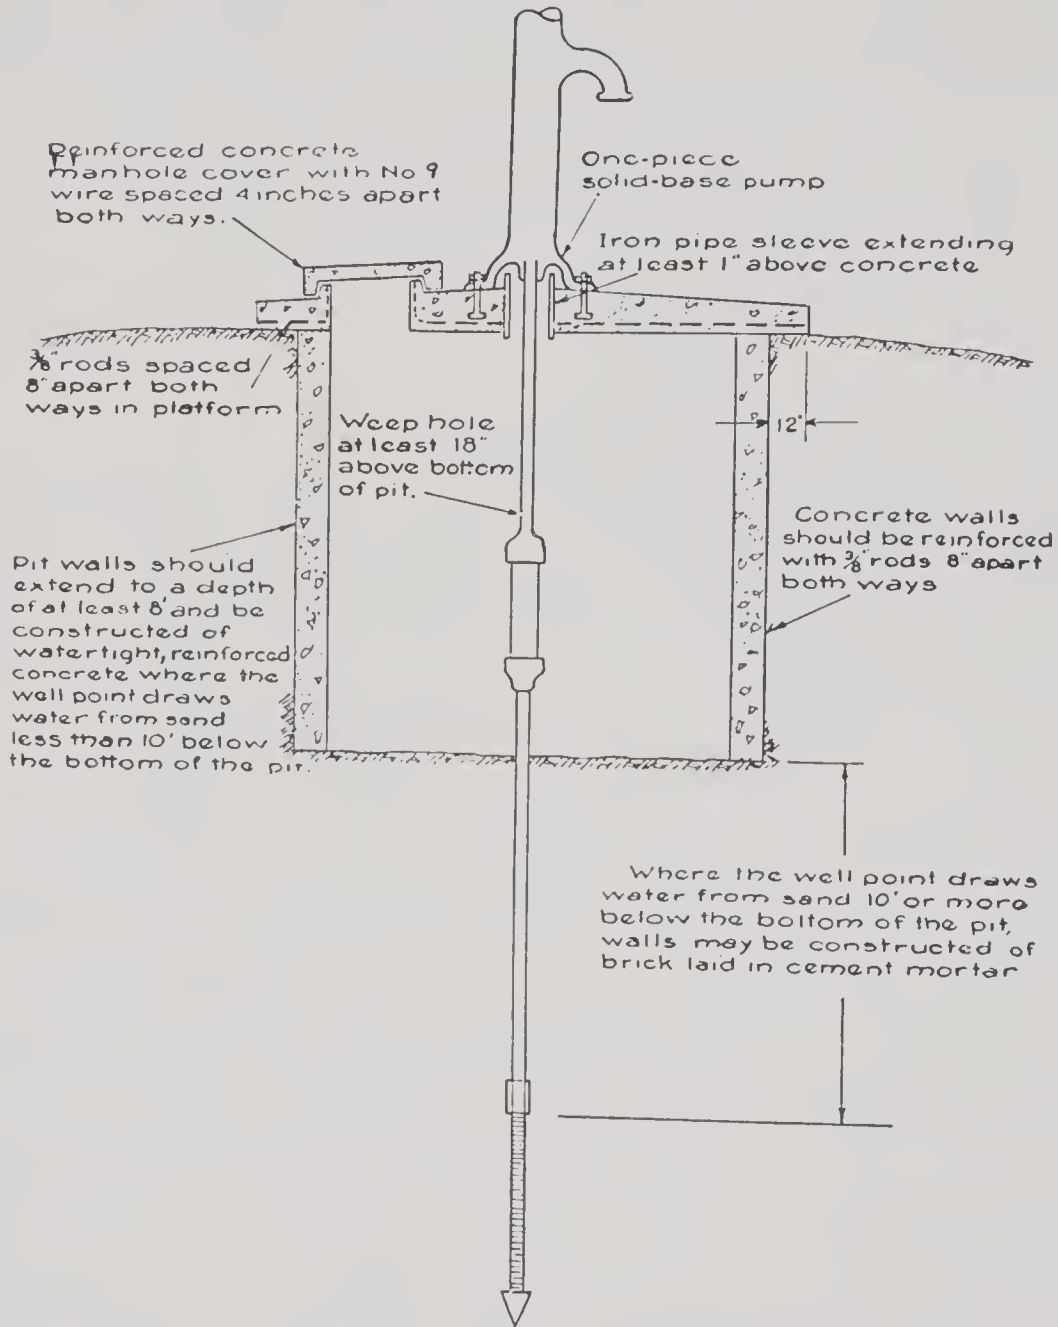 Reinforced concrete
manhole cover with No 9
wire spaced 4 inches apart
both ways.
One-piece
solid-base pump
Iron pipe sleeve extending
at least 1" above concrete
3/8" rods spaced
8" apart both
ways in platform
Weep hole
at least 18"
above bottom
of pit.
12"
Pit walls should
extend to a depth
of at least 8' and be
constructed of
watertight, reinforced
concrete where the
well point draws
water from sand
less than 10' below
the bottom of the pit.
Concrete walls
should be reinforced
with 3/8" rods 8" apart
both ways
Where the well point draws
water from sand 10' or more
below the bottom of the pit,
walls may be constructed of
brick laid in cement mortar